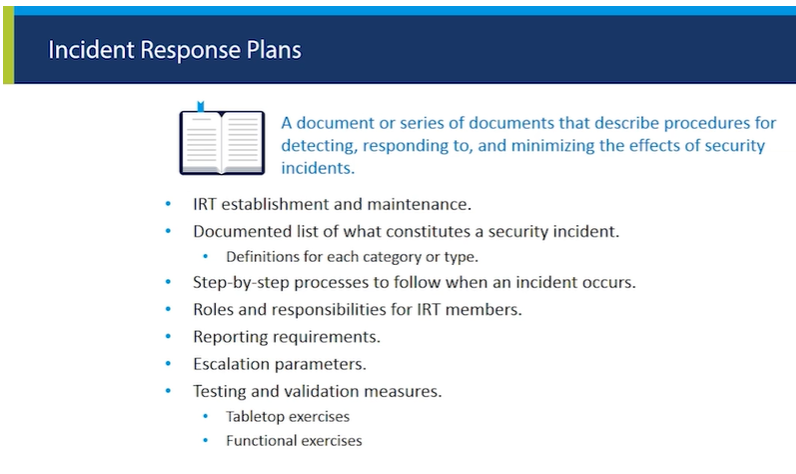 Incident Response Plans
A document or series of documents that describe procedures for
detecting, responding to, and minimizing the effects of security
incidents.
• IRT establishment and maintenance.
• Documented list of what constitutes a security incident.
• Definitions for each category or type.
• Step-by-step processes to follow when an incident occurs.
• Roles and responsibilities for IRT members.
• Reporting requirements.
• Escalation parameters.
• Testing and validation measures.
• Tabletop exercises
• Functional exercises